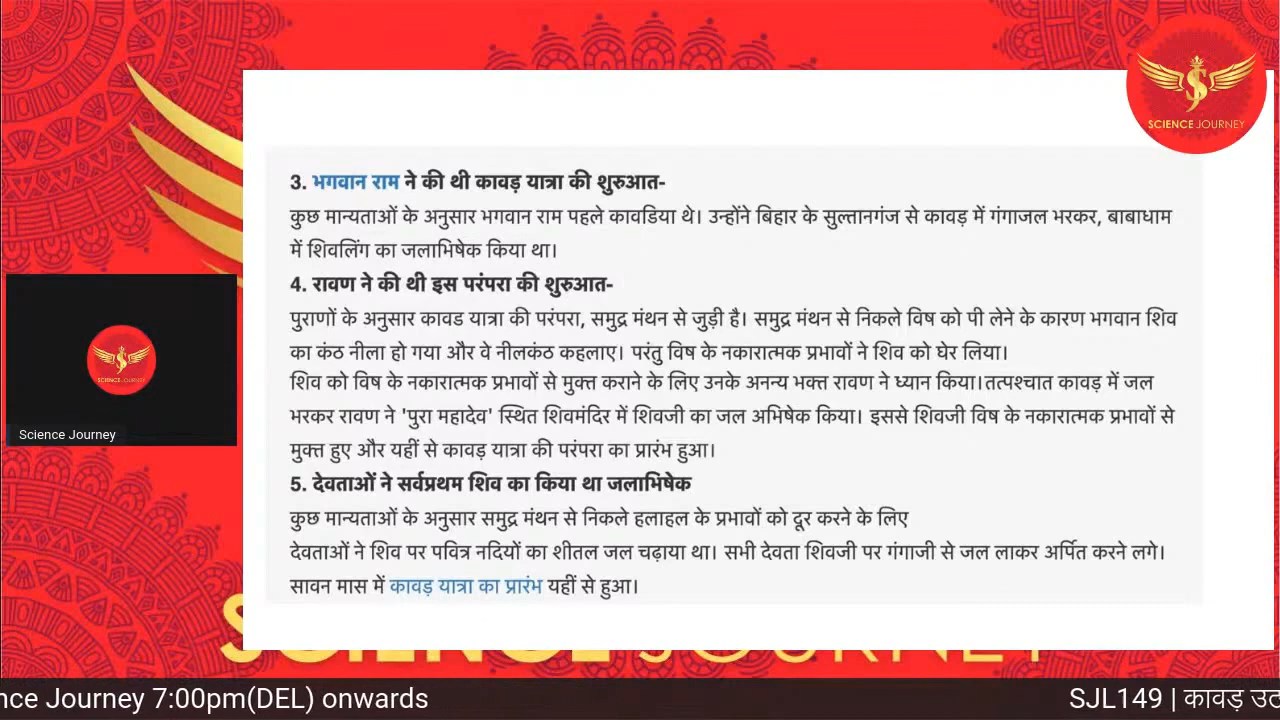 SCIENCE JOURNEY
3. भगवान राम ने की थी कावड़ यात्रा की शुरुआत-
कुछ मान्यताओं के अनुसार भगवान राम पहले कावडिया थे। उन्होंने बिहार के सुल्तानगंज से कावड़ में गंगाजल भरकर, बाबाधाम
में शिवलिंग का जलाभिषेक किया था।
4. रावण ने की थी इस परंपरा की शुरुआत-
पुराणों के अनुसार कावड यात्रा की परंपरा, समुद्र मंथन से जुड़ी है। समुद्र मंथन से निकले विष को पी लेने के कारण भगवान शिव
का कंठ नीला हो गया और वे नीलकंठ कहलाए। परंतु विष के नकारात्मक प्रभावों ने शिव को घेर लिया।
शिव को विष के नकारात्मक प्रभावों से मुक्त कराने के लिए उनके अनन्य भक्त रावण ने ध्यान किया।तत्पश्चात कावड़ में जल
भरकर रावण ने 'पुरा महादेव' स्थित शिवमंदिर में शिवजी का जल अभिषेक किया। इससे शिवजी विष के नकारात्मक प्रभावों से
मुक्त हुए और यहीं से कावड़ यात्रा की परंपरा का प्रारंभ हुआ।
5. देवताओं ने सर्वप्रथम शिव का किया था जलाभिषेक
कुछ मान्यताओं के अनुसार समुद्र मंथन से निकले हलाहल के प्रभावों को दूर करने के लिए
देवताओं ने शिव पर पवित्र नदियों का शीतल जल चढ़ाया था। सभी देवता शिवजी पर गंगाजी से जल लाकर अर्पित करने लगे।
सावन मास में कावड़ यात्रा का प्रारंभ यहीं से हुआ।
SCIENCE JOURNEY
Science Journey
SCIENCE JOURNEY
nce Journey 7:00pm(DEL) onwards
SJL149 | कावड़